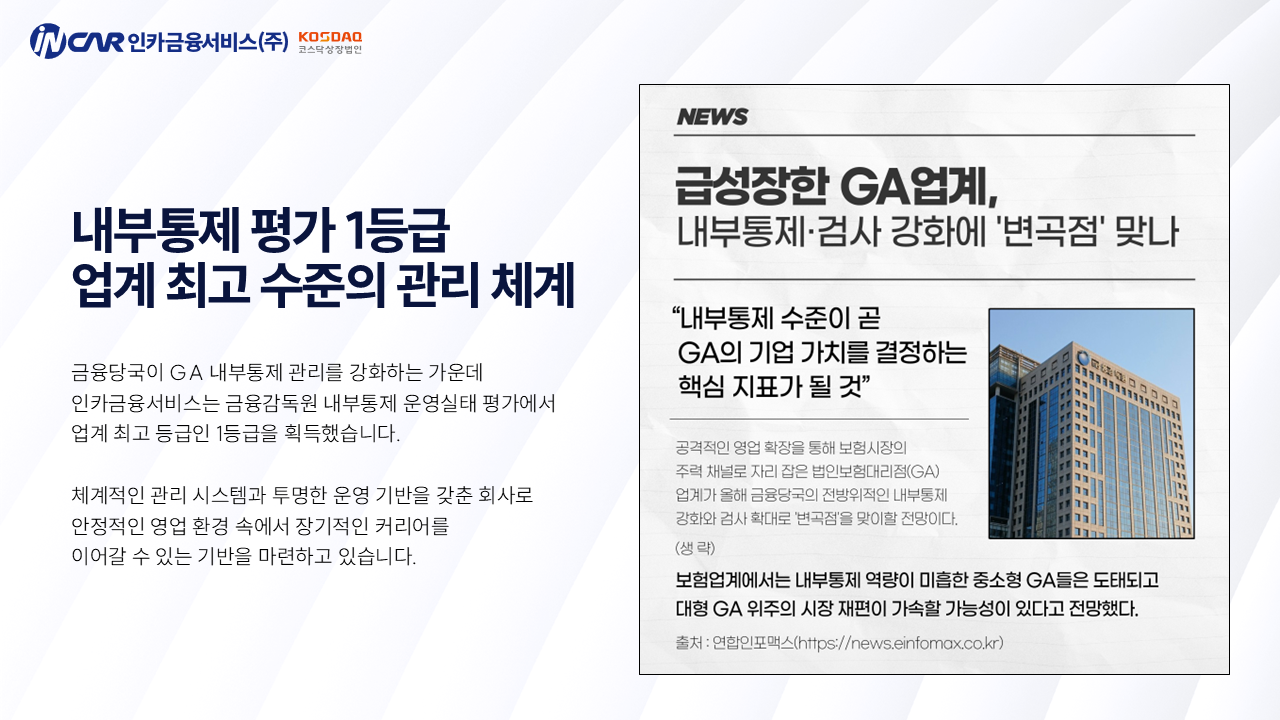 iNCAR 인카금융서비스(주) KOSDAQ
코스닥상장법인
내부통제 평가 1등급
업계 최고 수준의 관리 체계
금융당국이 GA 내부통제 관리를 강화하는 가운데
인카금융서비스는 금융감독원 내부통제 운영실태 평가에서
업계 최고 등급인 1등급을 획득했습니다.
체계적인 관리 시스템과 투명한 운영 기반을 갖춘 회사로
안정적인 영업 환경 속에서 장기적인 커리어를
이어갈 수 있는 기반을 마련하고 있습니다.
NEWS
급성장한 GA업계,
내부통제·검사 강화에 '변곡점' 맞나
“내부통제 수준이 곧
GA의 기업 가치를 결정하는
핵심 지표가 될 것”
공격적인 영업 확장을 통해 보험시장의
주력 채널로 자리 잡은 법인보험대리점(GA)
업계가 올해 금융당국의 전방위적인 내부통제
강화와 검사 확대로 '변곡점'을 맞이할 전망이다.
(생 략)
보험업계에서는 내부통제 역량이 미흡한 중소형 GA들은 도태되고
대형 GA 위주의 시장 재편이 가속할 가능성이 있다고 전망했다.
출처 : 연합인포맥스(https://news.einfomax.co.kr)